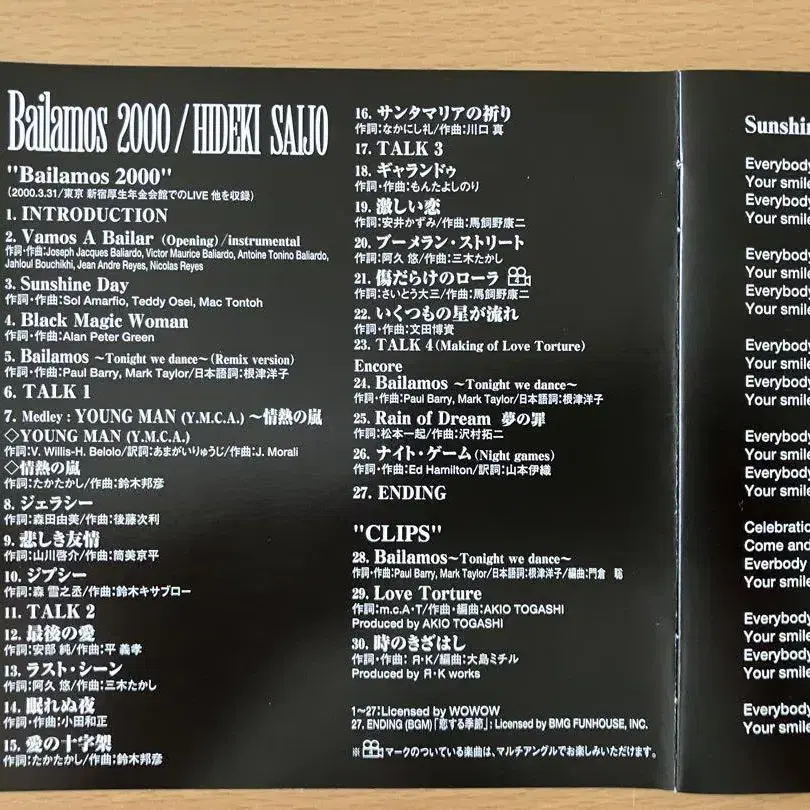 Bailamos 2000 / HIDEKI SAIJO
"Bailamos 2000"
(2000.3.31/東京 新宿厚生年金会館でのLIVE 他を収録)
1. INTRODUCTION
2. Vamos A Bailar (Opening) /instrumental
作詞・作曲:Joseph Jacques Baliardo, Victor Maurice Baliardo, Antoine Tonino Baliardo,
Jahloul Bouchikhi, Jean Andre Reyes, Nicolas Reyes
3. Sunshine Day
作詞・作曲:Sol Amarfio, Teddy Osei, Mac Tontoh
4. Black Magic Woman
作詞・作曲:Alan Peter Green
5. Bailamos ～Tonight we dance～(Remix version)
作詞・作曲:Paul Barry, Mark Taylor/日本語詞:根津洋子
6. TALK 1
7. Medley : YOUNG MAN (Y.M.C.A.) ～情熱の嵐
◇YOUNG MAN (Y.M.C.A.)
作詞:V. Willis-H. Belolo/訳詞:あまがいりゅうじ/作曲:J. Morali
◇情熱の嵐
作詞:たかたかし/作曲:鈴木邦彦
8. ジェラシー
作詞:森田由美/作曲:後藤次利
9. 悲しき友情
作詞:山川啓介/作曲:筒美京平
10. ジプシー
作詞:森 雪之丞/作曲:鈴木キサブロー
11. TALK 2
12. 最後の愛
作詞:安部 純/作曲:平 義孝
13. ラスト・シーン
作詞:阿久 悠/作曲:三木たかし
14. 眠れぬ夜
作詞・作曲:小田和正
15. 愛の十字架
作詞:たかたかし/作曲:鈴木邦彦
16. サンタマリアの祈り
作詞:なかにし礼/作曲:川口 真
17. TALK 3
18. ギャランドゥ
作詞・作曲:もんたよしのり
19. 激しい恋
作詞:安井かずみ/作曲:馬飼野康二
20. ブーメラン・ストリート
作詞:阿久 悠/作曲:三木たかし
21. 傷だらけのローラ
作詞:さいとう大三/作曲:馬飼野康二
22. いくつもの星が流れ
作詞・作曲:文田博資
23. TALK 4 (Making of Love Torture)
Encore
24. Bailamos ～Tonight we dance～
作詞・作曲:Paul Barry, Mark Taylor/日本語詞:根津洋子
25. Rain of Dream 夢の罪
作詞:松本一起/作曲:沢村拓二
26. ナイト・ゲーム (Night games)
作詞・作曲:Ed Hamilton/訳詞:山本伊織
27. ENDING
"CLIPS"
28. Bailamos～Tonight we dance～
作詞・作曲:Paul Barry, Mark Taylor/日本語詞:根津洋子/編曲:門倉 聡
29. Love Torture
作詞:m.c.A・T/作曲・編曲:AKIO TOGASHI
Produced by AKIO TOGASHI
30. 時のきざはし
作詞・作曲:Я・K/編曲:大島ミチル
Produced by Я・K works
1～27:Licensed by WOWOW
27. ENDING (BGM)「恋する季節」: Licensed by BMG FUNHOUSE, INC.
※ マークのついている楽曲は、マルチアングルでお楽しみいただけます。
Sunshin
Everybody
Your smile
Everybody
Your smile
Everybody
Your smile
Everybody
Your smile
Everybody
Your smile
Everybody
Your smile
Everybody
Your smile
Everybody
Your smile
Celebratio
Come and
Everbody
Your smile
Everybody
Your smile
Everybody
Your smile
Everybody
Your smile